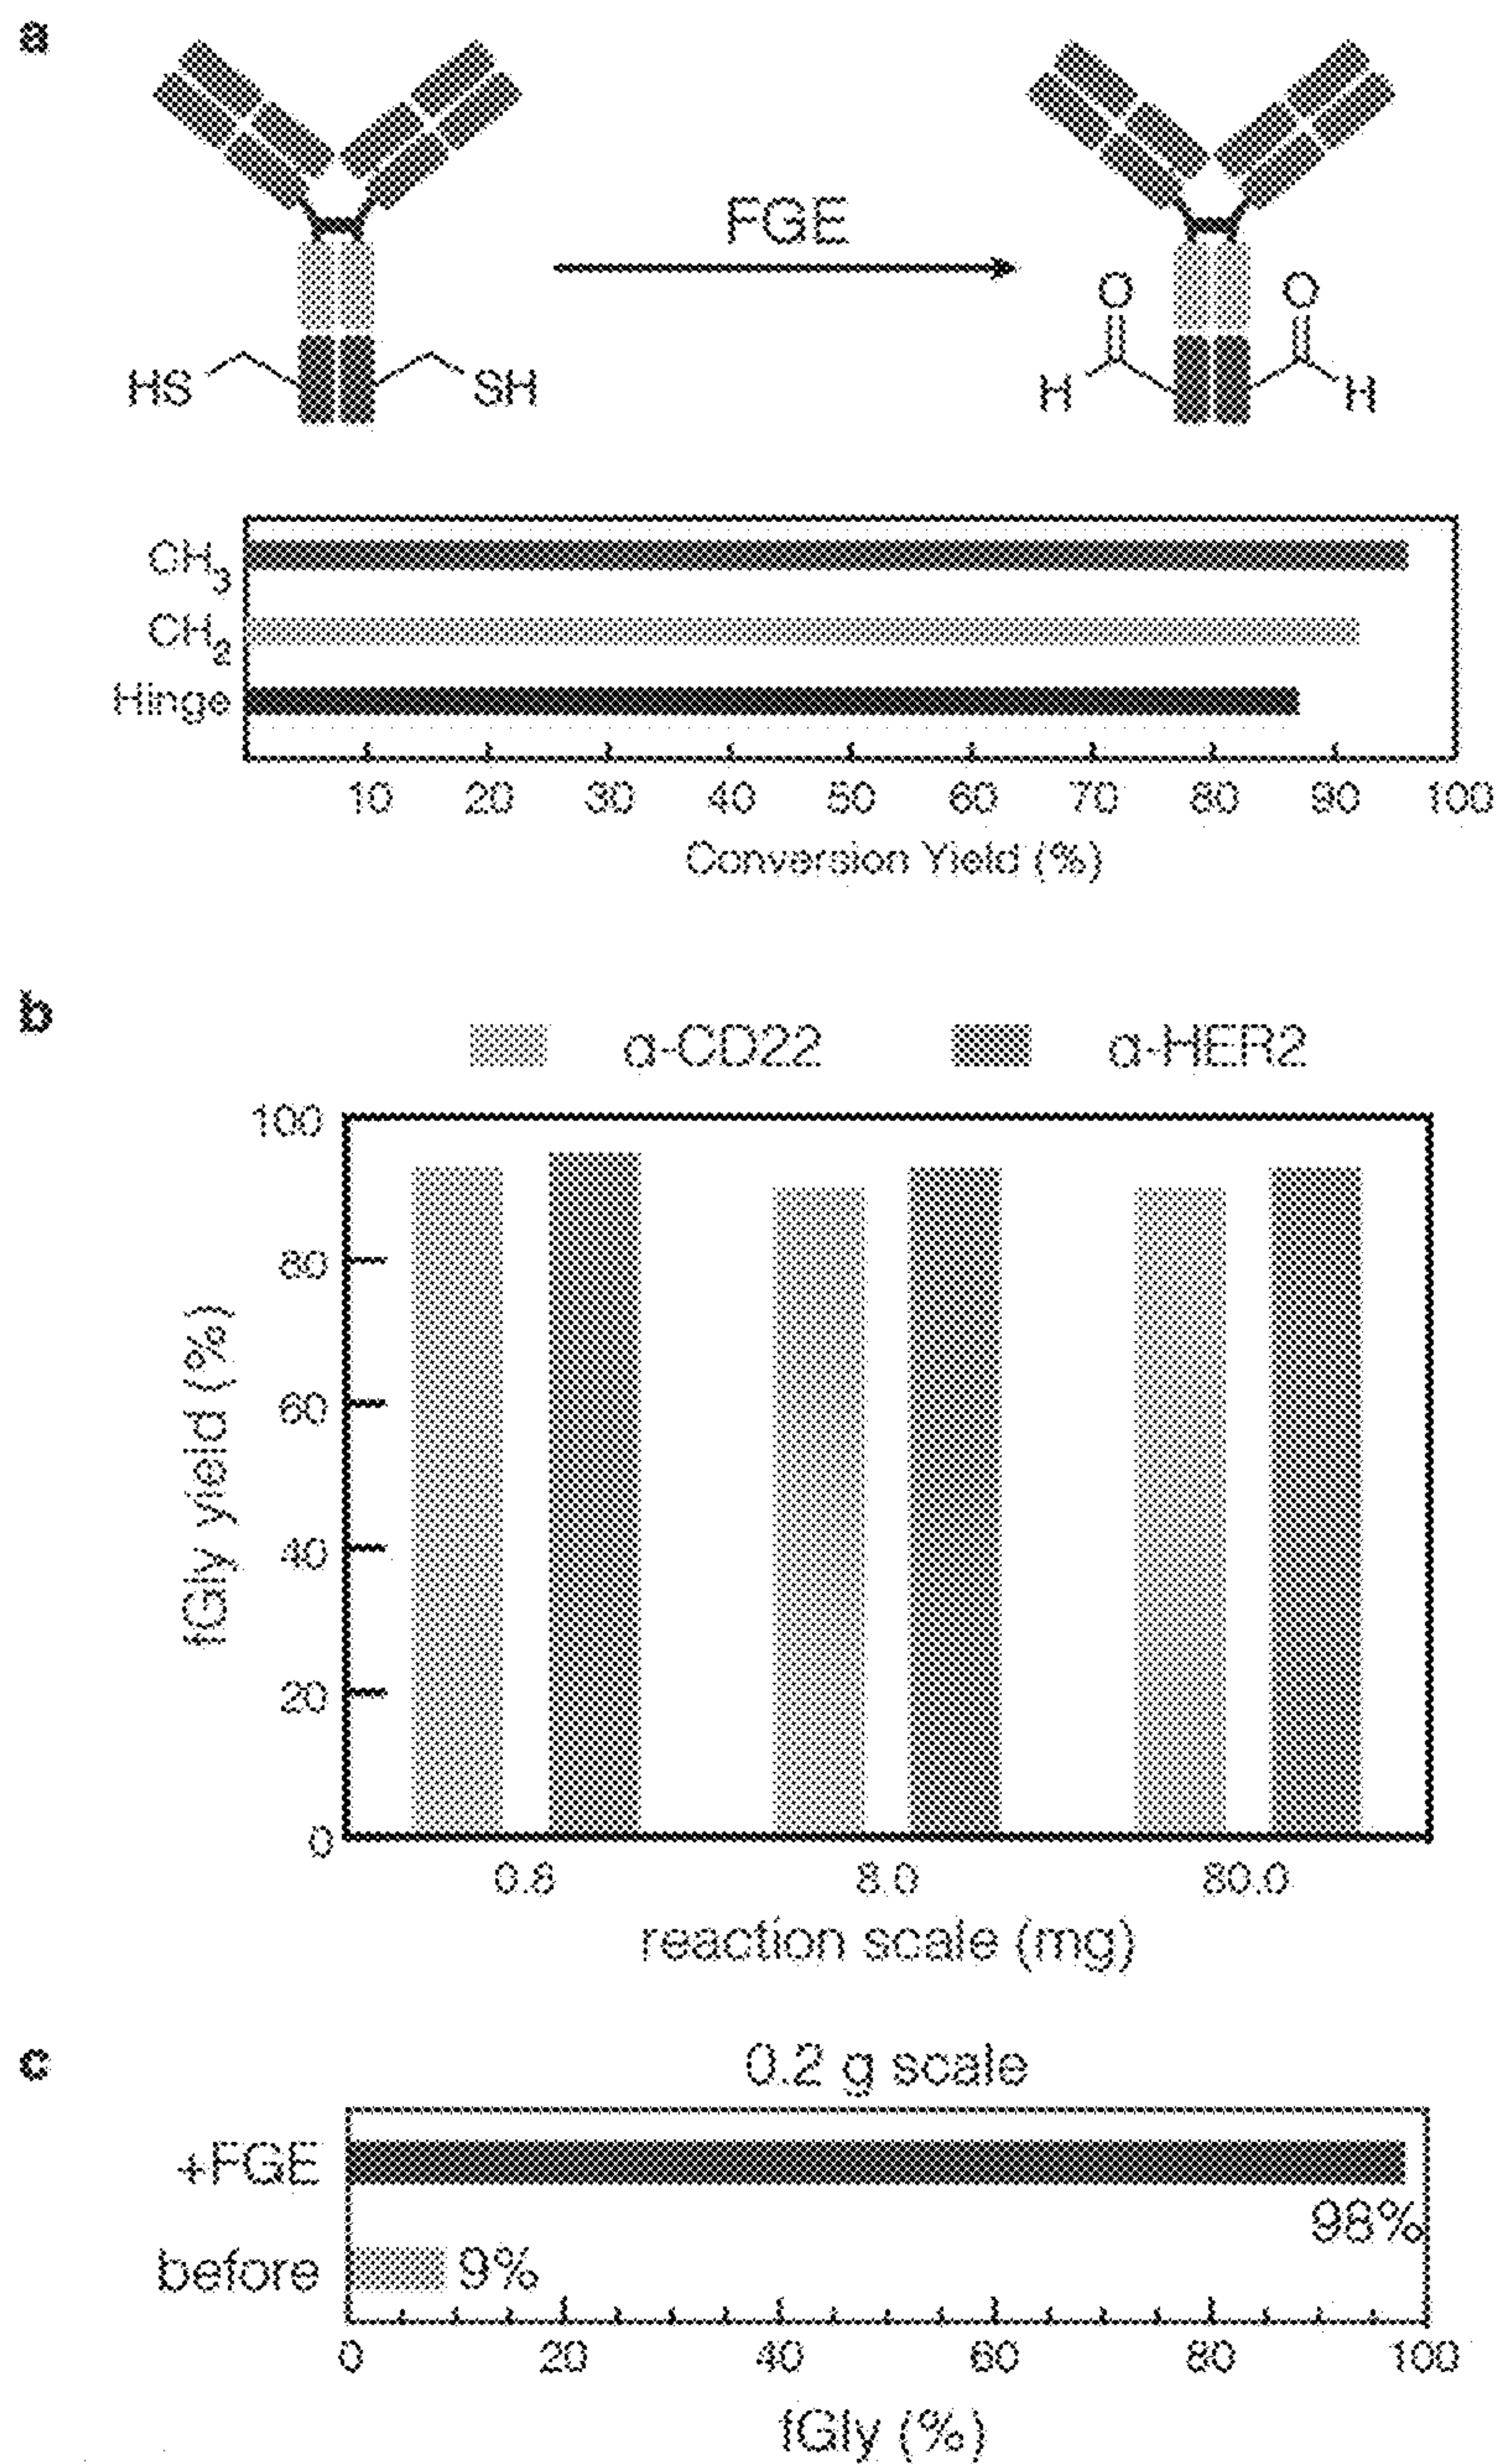 a
FGE
O O
HS SH H H
CH3
CH2
Hinge
10 20 30 40 50 60 70 80 90 100
Conversion Yield (%)
b
α-CD22 α-HER2
100
80
60
40
20
0
fGly yield (%)
0.8 8.0 80.0
reaction scale (mg)
c
0.2 g scale
+FGE
98%
before 9%
0 20 40 60 80 100
fGly (%)